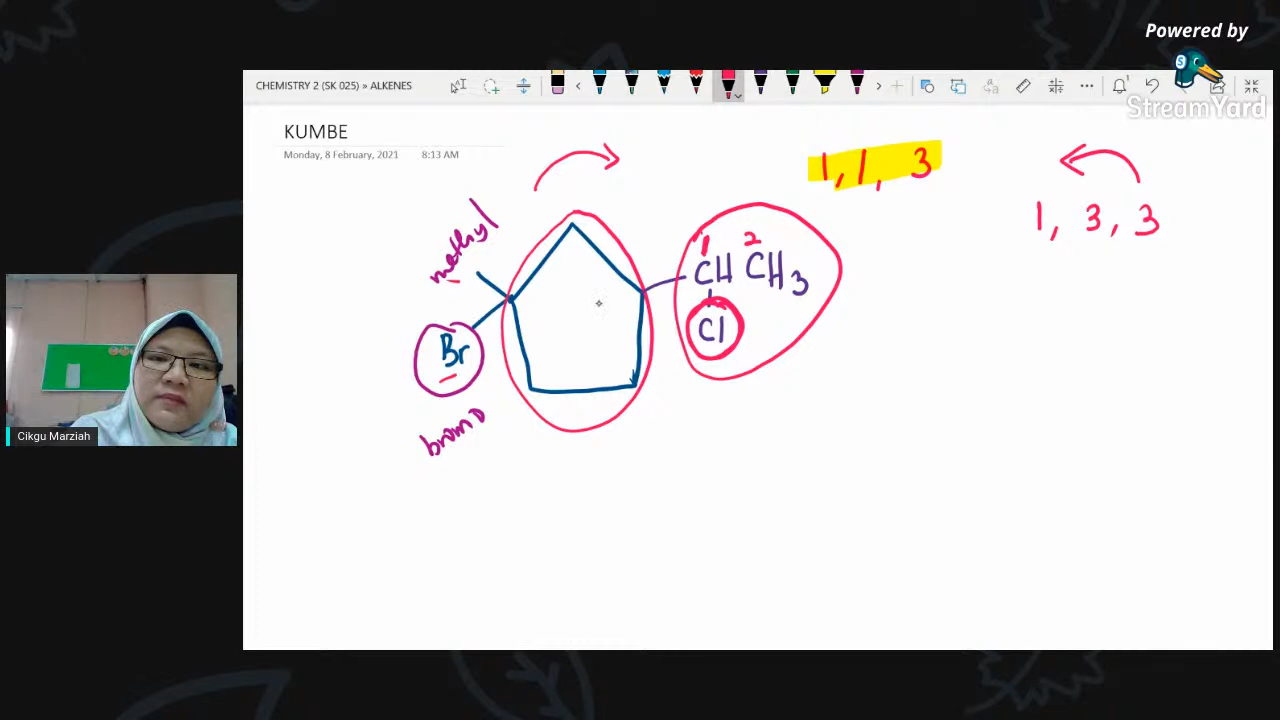 Powered by
StreamYard
CHEMISTRY 2 (SK 025) » ALKENES
KUMBE
Monday, 8 February, 2021 8:13 AM
1, 1, 3
1, 3, 3
methyl
1 2
CH CH3
Cl
Br
bromo
Cikgu Marziah